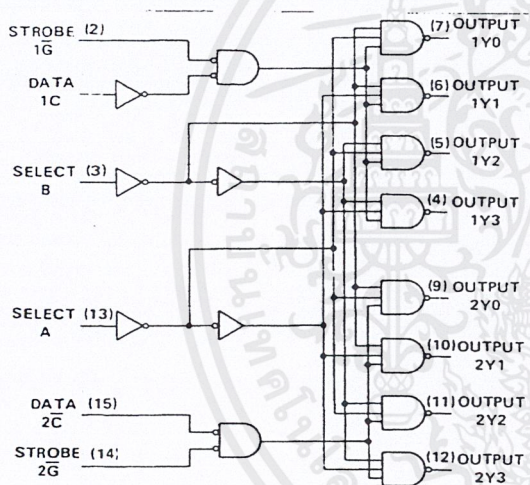 STROBE (2)
1G̅
DATA
1C
SELECT (3)
B
SELECT (13)
A
DATA (15)
2C̅
STROBE (14)
2G̅
(7) OUTPUT
1Y0
(6) OUTPUT
1Y1
(5) OUTPUT
1Y2
(4) OUTPUT
1Y3
(9) OUTPUT
2Y0
(10) OUTPUT
2Y1
(11) OUTPUT
2Y2
(12) OUTPUT
2Y3